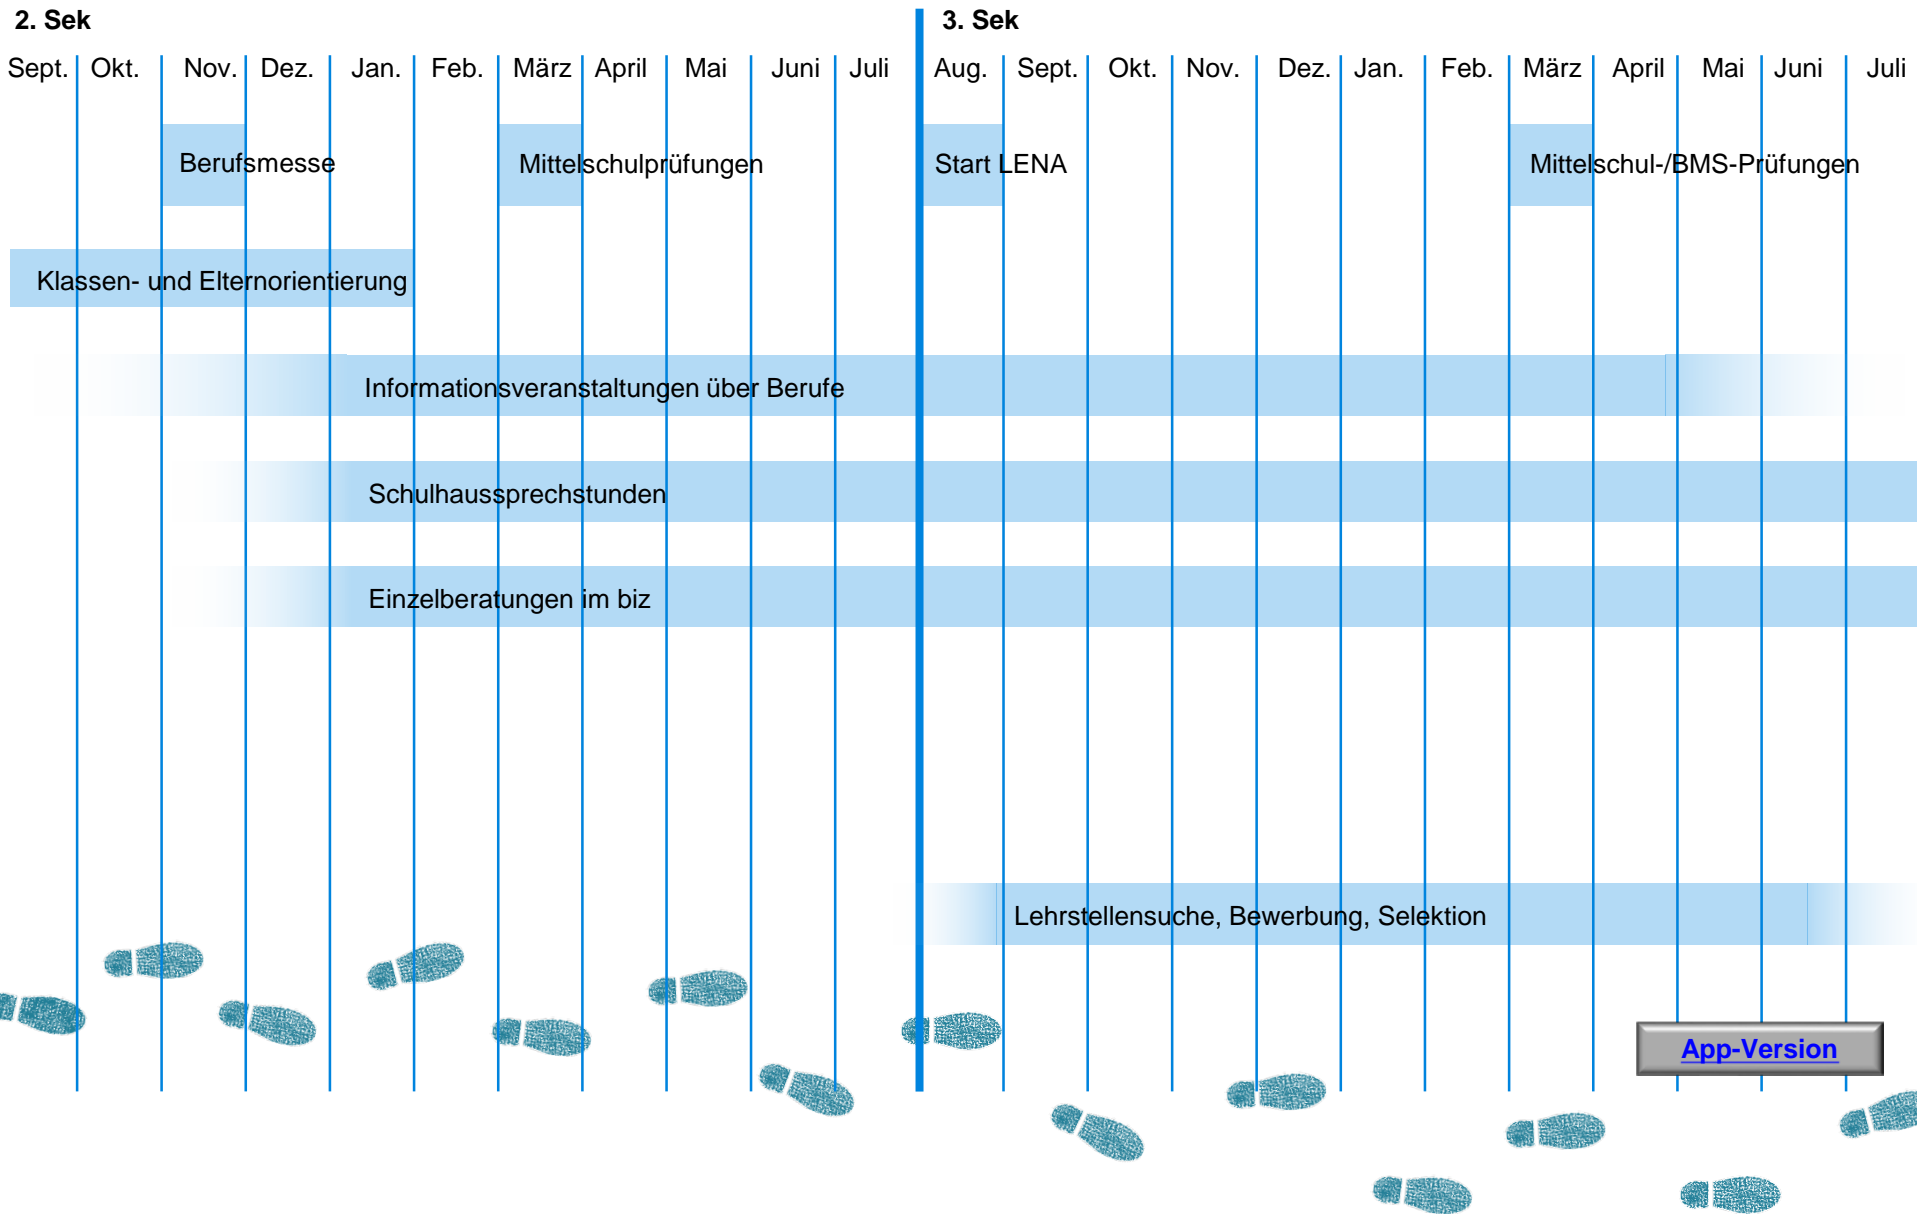 2. Sek 3. Sek
Sept. Okt. Nov. Dez. Jan. Feb. März April Mai Juni Juli Aug. Sept. Okt. Nov. Dez. Jan. Feb. März April Mai Juni Juli
Berufsmesse Mittelschulprüfungen Start LENA Mittelschul-/BMS-Prüfungen
Klassen- und Elternorientierung
Informationsveranstaltungen über Berufe
Schulhaussprechstunden
Einzelberatungen im biz
Lehrstellensuche, Bewerbung, Selektion
App-Version